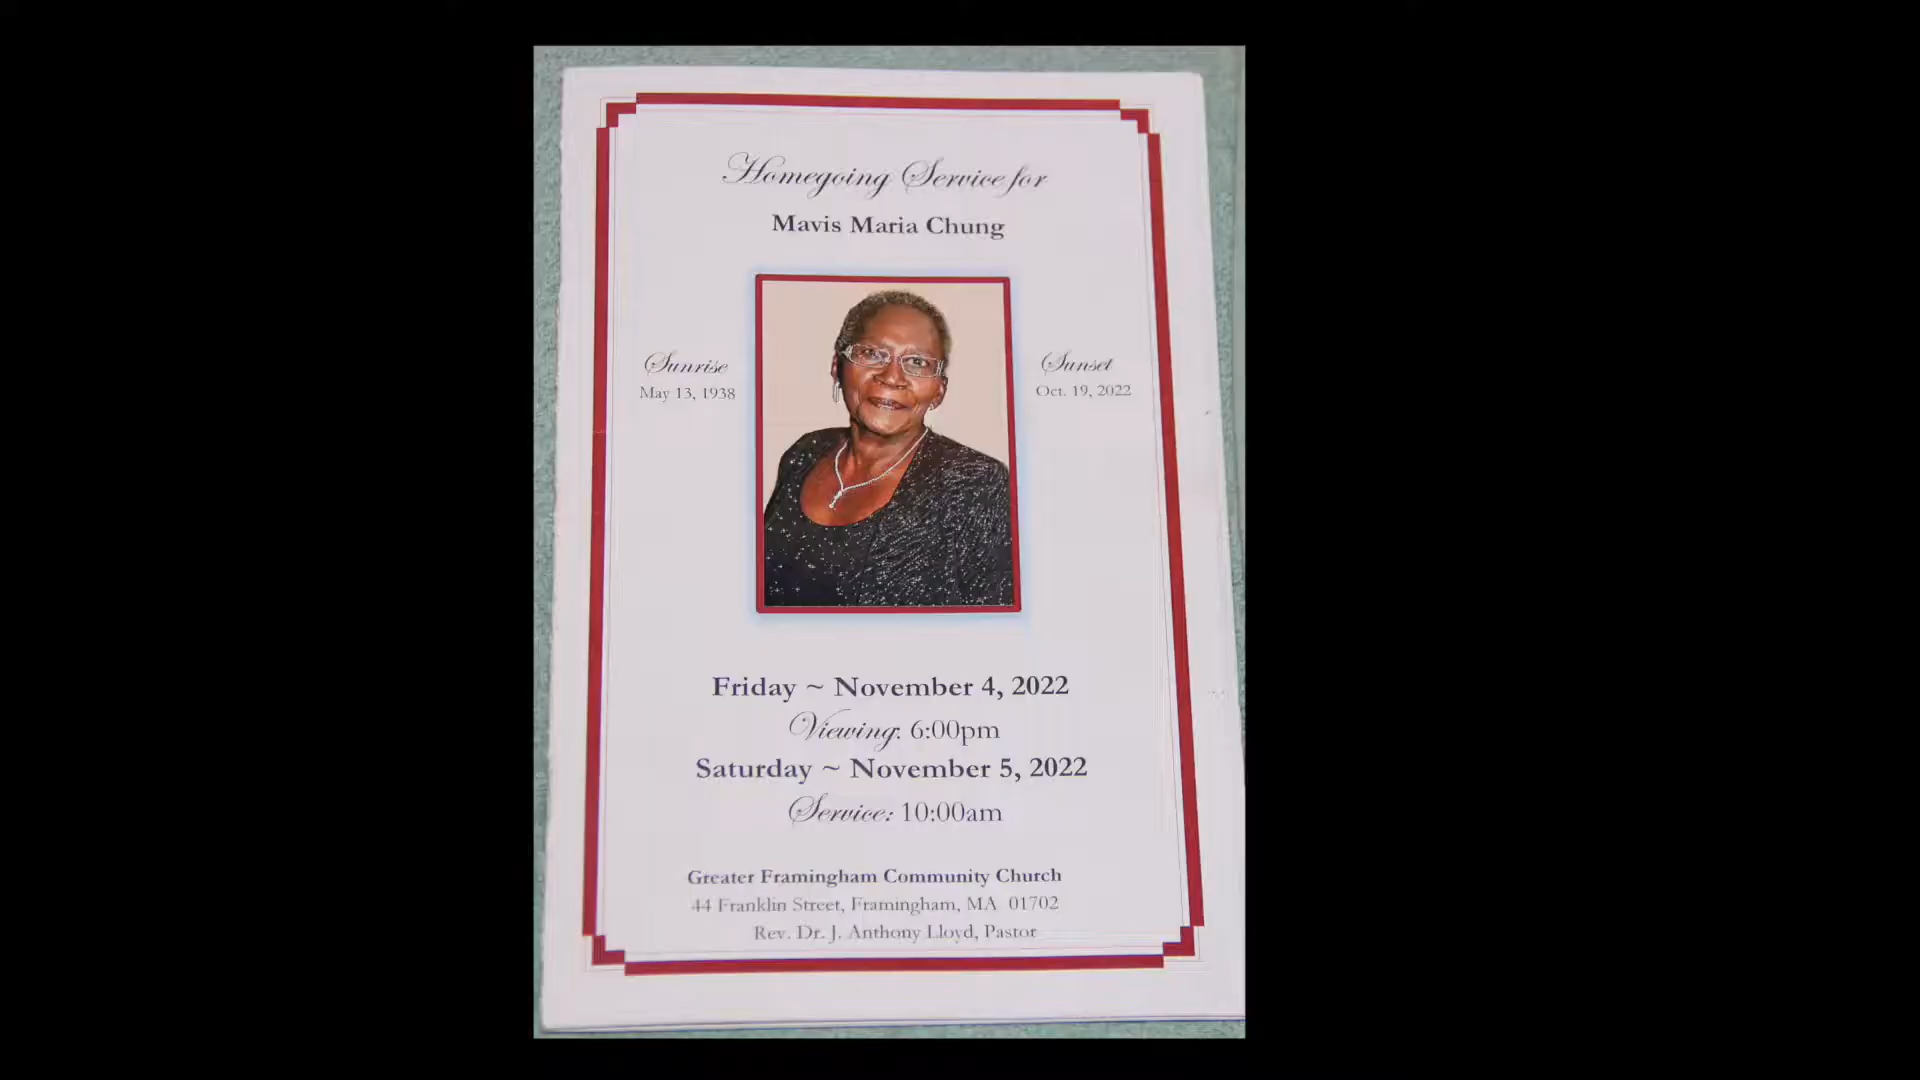 Homegoing Service for
Mavis Maria Chung
Sunrise
May 13, 1938
Sunset
Oct. 19, 2022
Friday ~ November 4, 2022
Viewing: 6:00pm
Saturday ~ November 5, 2022
Service: 10:00am
Greater Framingham Community Church
44 Franklin Street, Framingham, MA 01702
Rev. Dr. J. Anthony Lloyd, Pastor